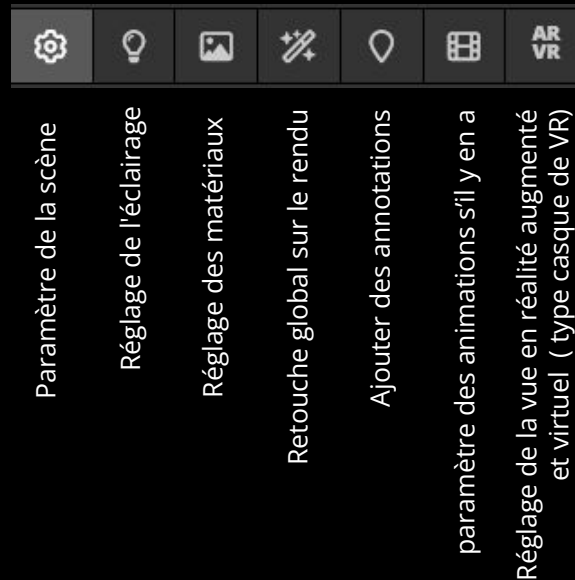 AR
VR
Paramètre de la scène
Réglage de l'éclairage
Réglage des matériaux
Retouche global sur le rendu
Ajouter des annotations
paramètre des animations s’il y en a
Réglage de la vue en réalité augmenté
et virtuel ( type casque de VR)